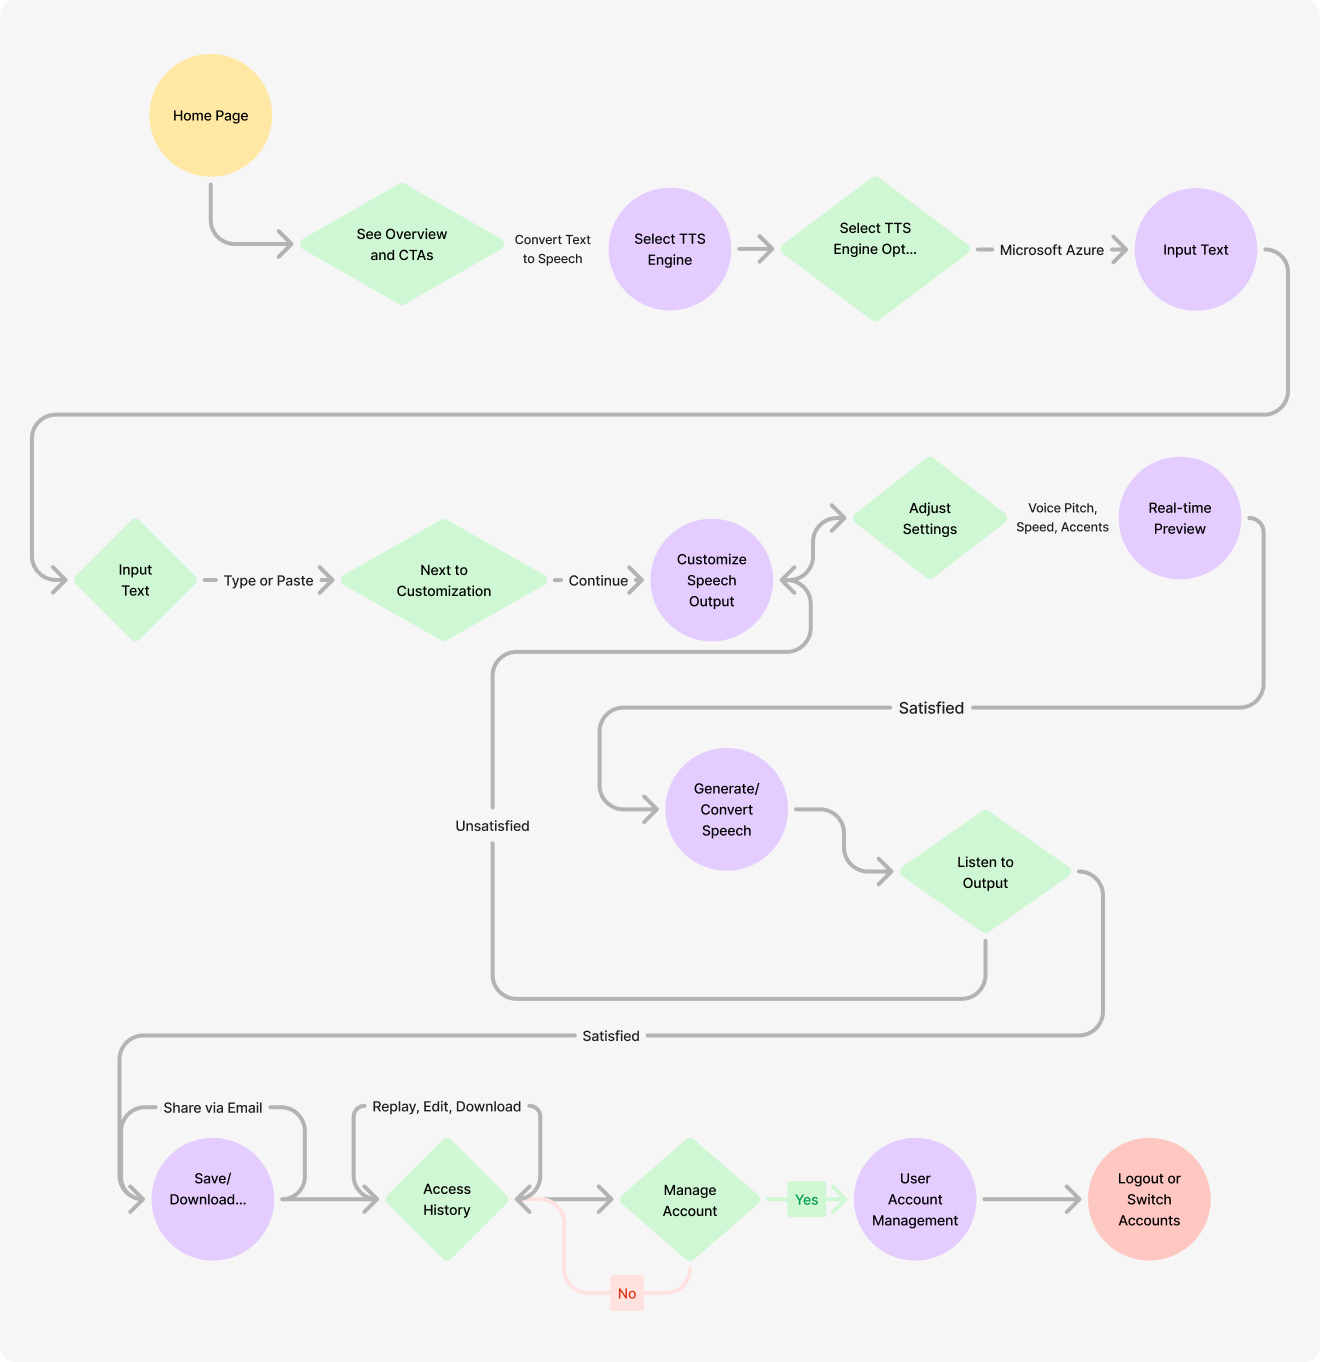 Home Page
See Overview
and CTAs
Convert Text
to Speech
Select TTS
Engine
Select TTS
Engine Opt...
Microsoft Azure
Input Text
Input
Text
Type or Paste
Next to
Customization
Continue
Customize
Speech
Output
Adjust
Settings
Voice Pitch,
Speed, Accents
Real-time
Preview
Satisfied
Generate/
Convert
Speech
Unsatisfied
Listen to
Output
Satisfied
Share via Email
Replay, Edit, Download
Save/
Download...
Access
History
Manage
Account
Yes
User
Account
Management
Logout or
Switch
Accounts
No